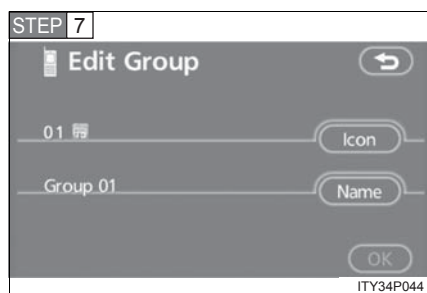 STEP 7
Edit Group
01
Icon
Group 01
Name
OK
ITY34P044